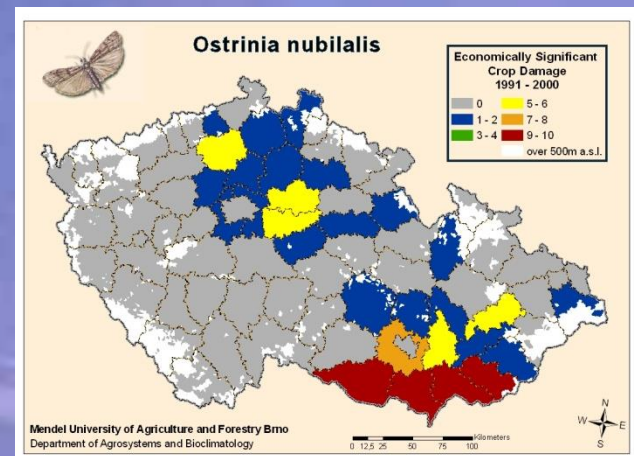 Ostrinia nubilalis
Economically Significant
Crop Damage
1991 - 2000
0
5 - 6
1 - 2
7 - 8
3 - 4
9 - 10
over 500m a.s.l.
Mendel University of Agriculture and Forestry Brno
Department of Agrosystems and Bioclimatology
Kilometers
0 12,5 25 50 75 100
N
W E
S